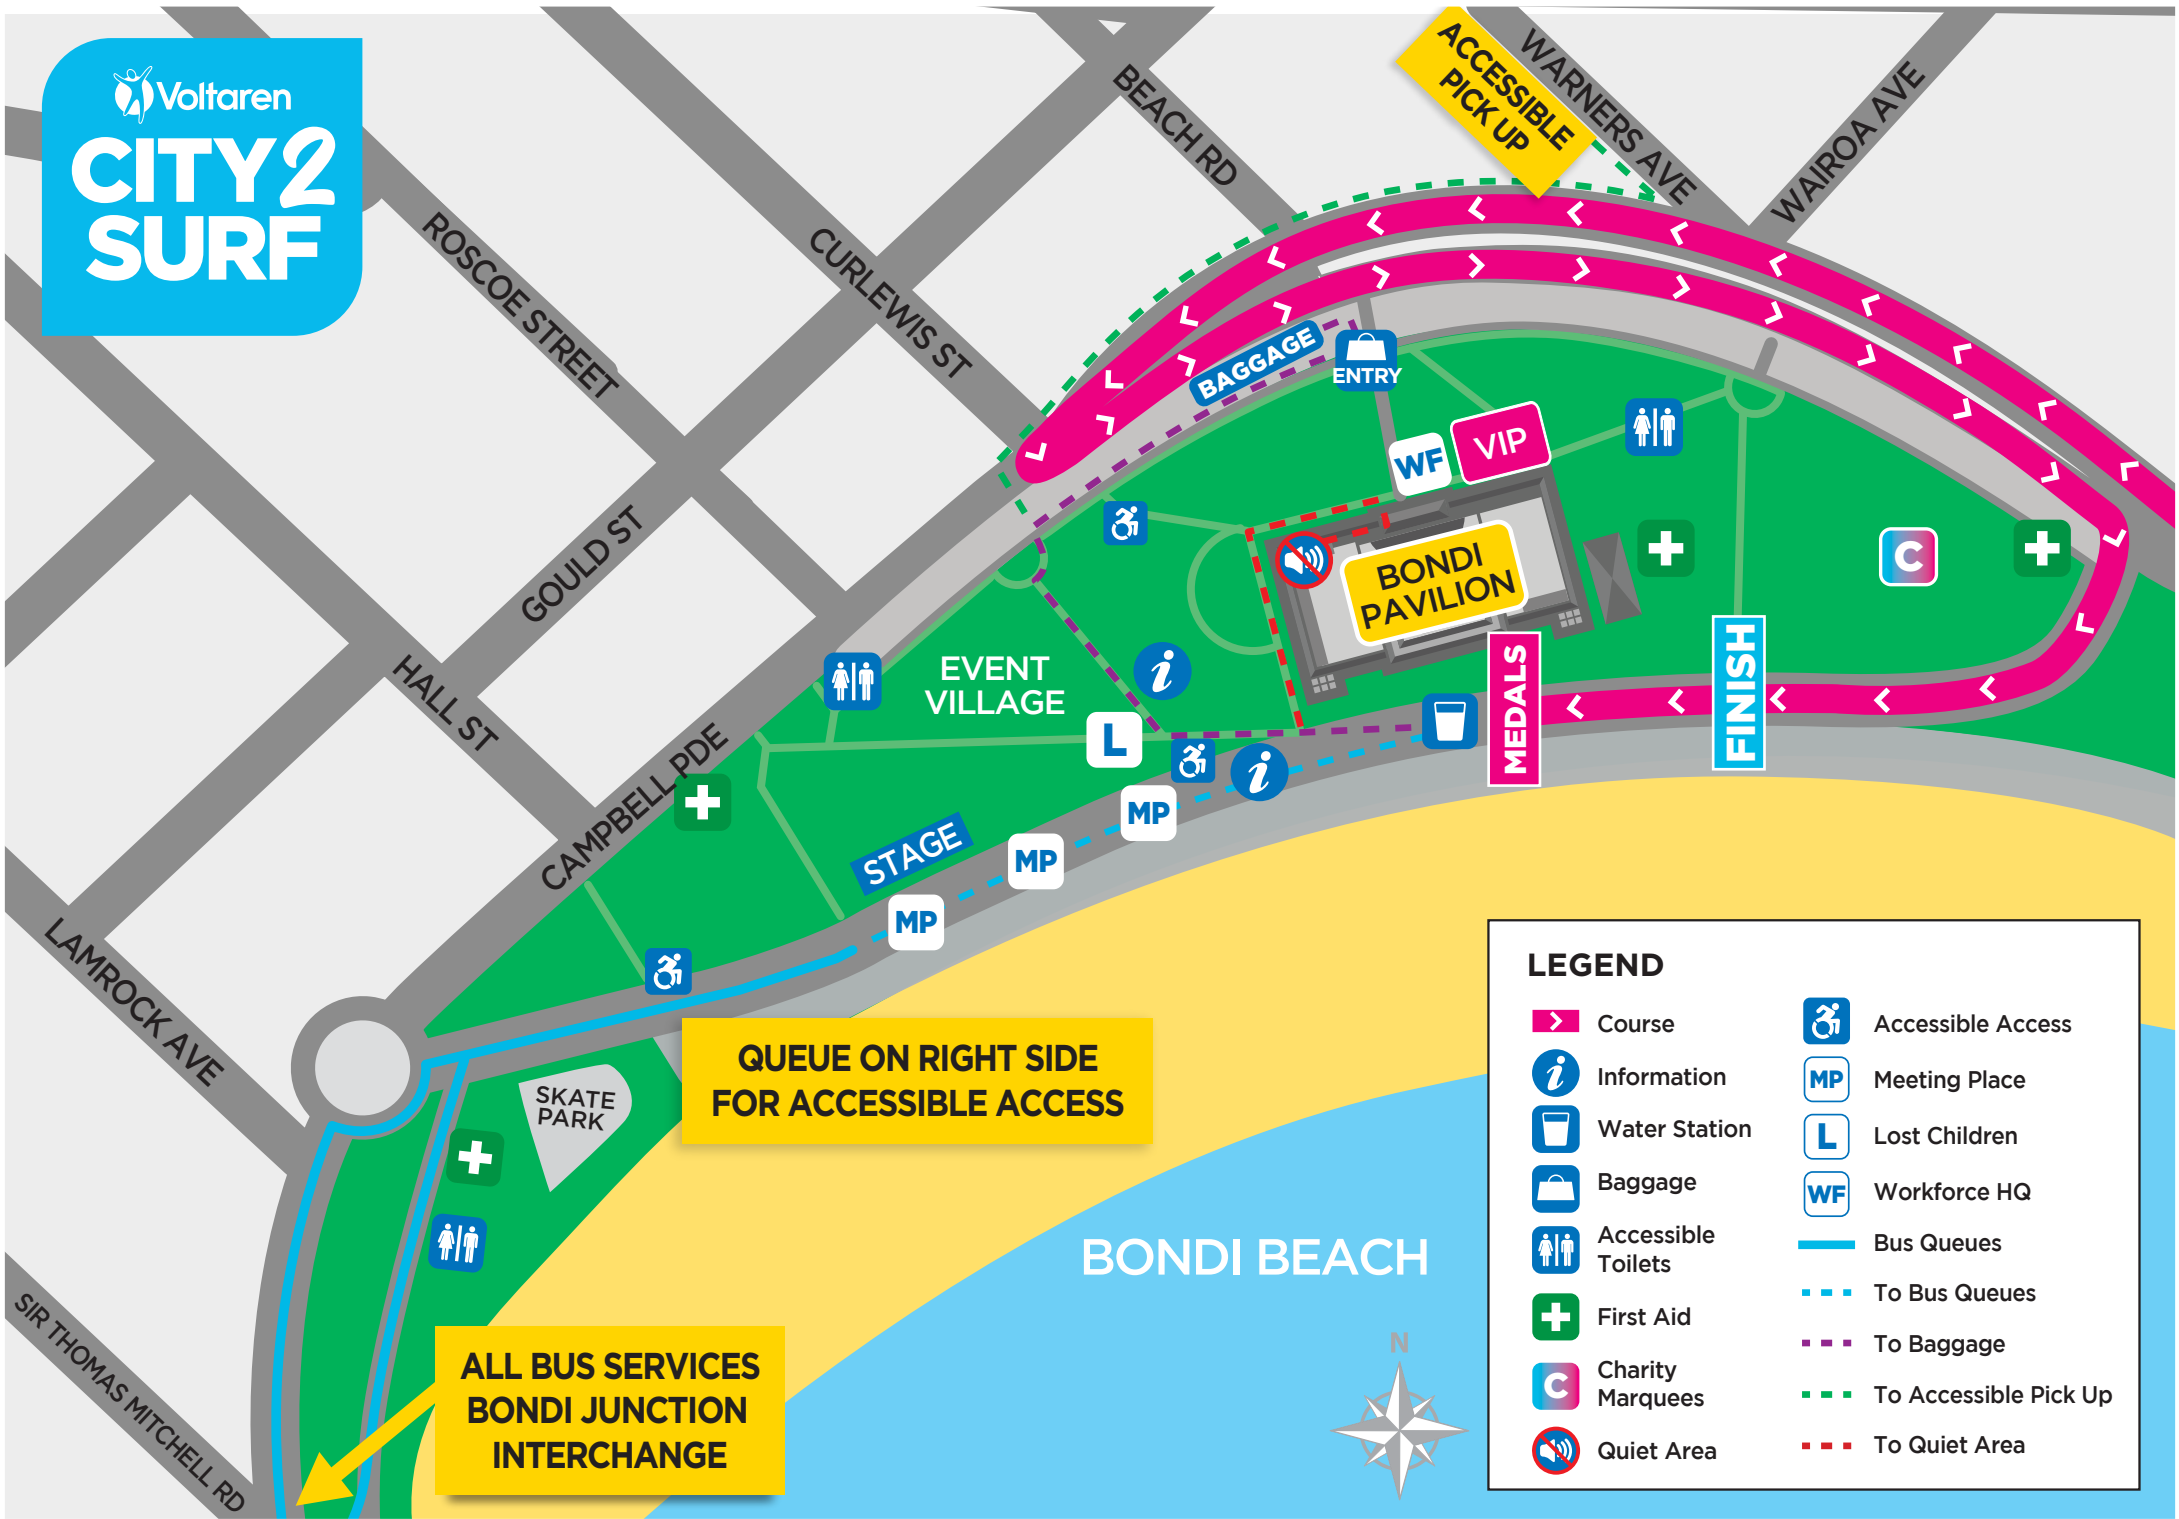 Voltaren
CITY2
SURF
ACCESSIBLE
PICK UP
WARNERS AVE
WAIROA AVE
BEACH RD
ROSCOE STREET
CURLEWIS ST
BAGGAGE
ENTRY
WF
VIP
GOULD ST
BONDI
PAVILION
C
HALL ST
EVENT
VILLAGE
i
L
MEDALS
FINISH
CAMPBELL PDE
i
MP
STAGE
MP
MP
LAMROCK AVE
SKATE
PARK
QUEUE ON RIGHT SIDE
FOR ACCESSIBLE ACCESS
BONDI BEACH
SIR THOMAS MITCHELL RD
ALL BUS SERVICES
BONDI JUNCTION
INTERCHANGE
N
LEGEND
Course
i Information
Water Station
Baggage
Accessible
Toilets
First Aid
C Charity
Marquees
Quiet Area
Accessible Access
MP Meeting Place
L Lost Children
WF Workforce HQ
Bus Queues
To Bus Queues
To Baggage
To Accessible Pick Up
To Quiet Area